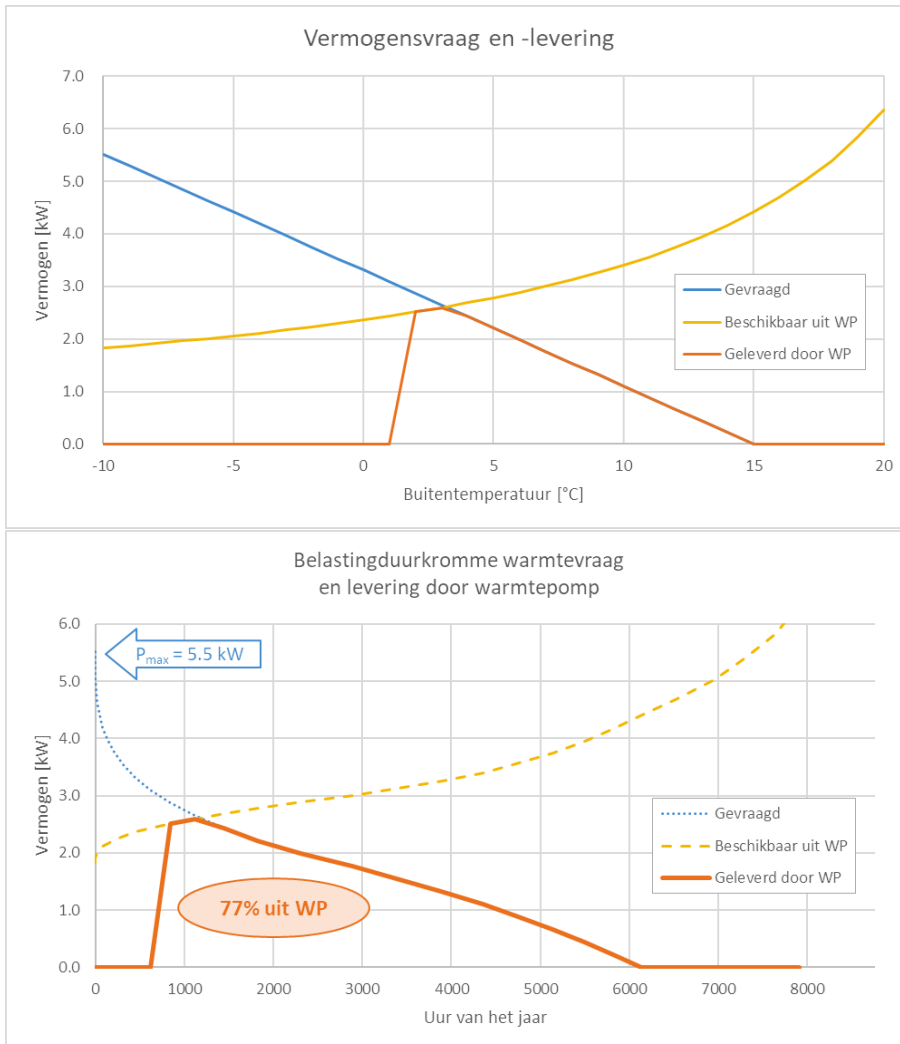 Vermogensvraag en -levering
7.0
6.0
5.0
4.0
3.0
2.0
1.0
0.0
Vermogen [kW]
-10
-5
0
5
10
15
20
Buitentemperatuur [°C]
Gevraagd
Beschikbaar uit WP
Geleverd door WP
Belastingduurkromme warmtevraag
en levering door warmtepomp
6.0
5.0
4.0
3.0
2.0
1.0
0.0
Vermogen [kW]
Pmax = 5.5 kW
77% uit WP
Gevraagd
Beschikbaar uit WP
Geleverd door WP
0
1000
2000
3000
4000
5000
6000
7000
8000
Uur van het jaar